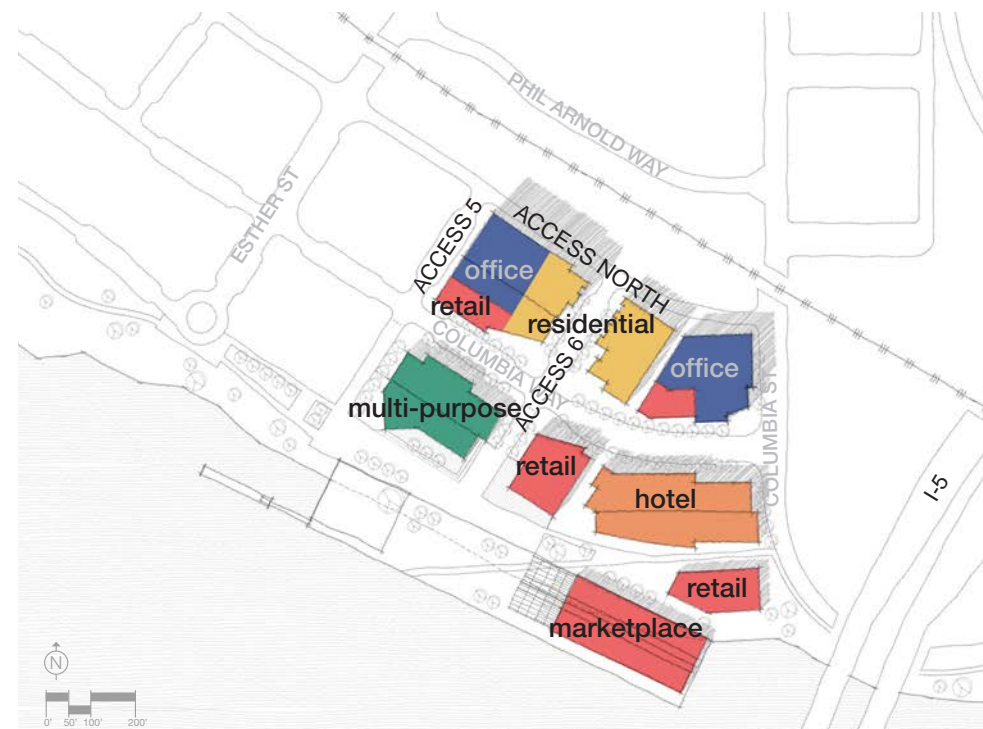 PHIL ARNOLD WAY
ESTHER ST
ACCESS 5
ACCESS NORTH
office
retail
residential
COLUMBIA WAY
ACCESS 6
office
multi-purpose
COLUMBIA ST
retail
hotel
I-5
retail
marketplace
N
0' 50' 100' 200'